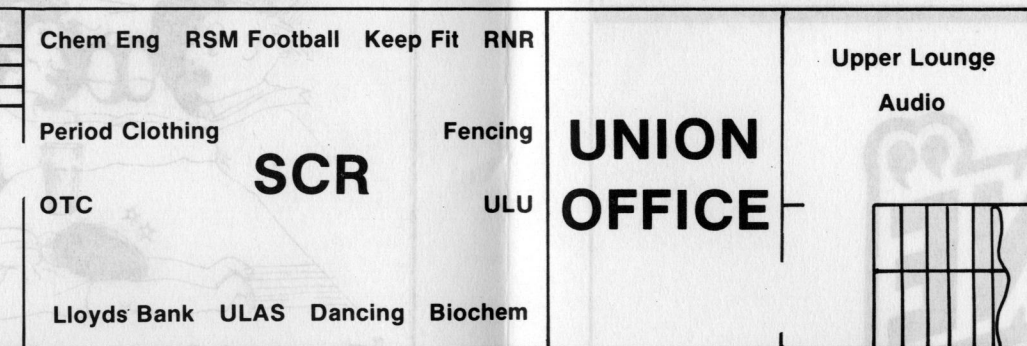 Chem Eng RSM Football Keep Fit RNR
Period Clothing Fencing
SCR
OTC ULU
Lloyds Bank ULAS Dancing Biochem
UNION
OFFICE
Upper Lounge
Audio